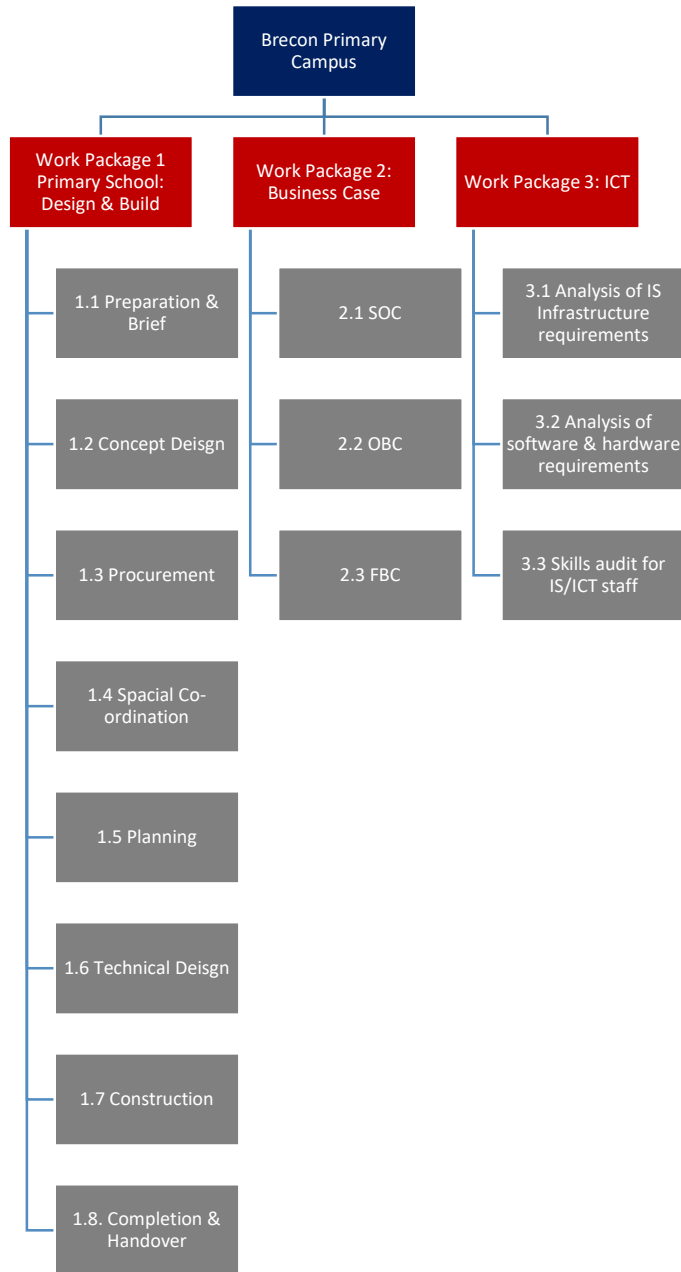 Brecon Primary
Campus
Work Package 1
Primary School:
Design & Build
1.1 Preparation &
Brief
1.2 Concept Deisgn
1.3 Procurement
1.4 Spacial Co-
ordination
1.5 Planning
1.6 Technical Deisgn
1.7 Construction
1.8. Completion &
Handover
Work Package 2:
Business Case
2.1 SOC
2.2 OBC
2.3 FBC
Work Package 3: ICT
3.1 Analysis of IS
Infrastructure
requirements
3.2 Analysis of
software & hardware
requirements
3.3 Skills audit for
IS/ICT staff